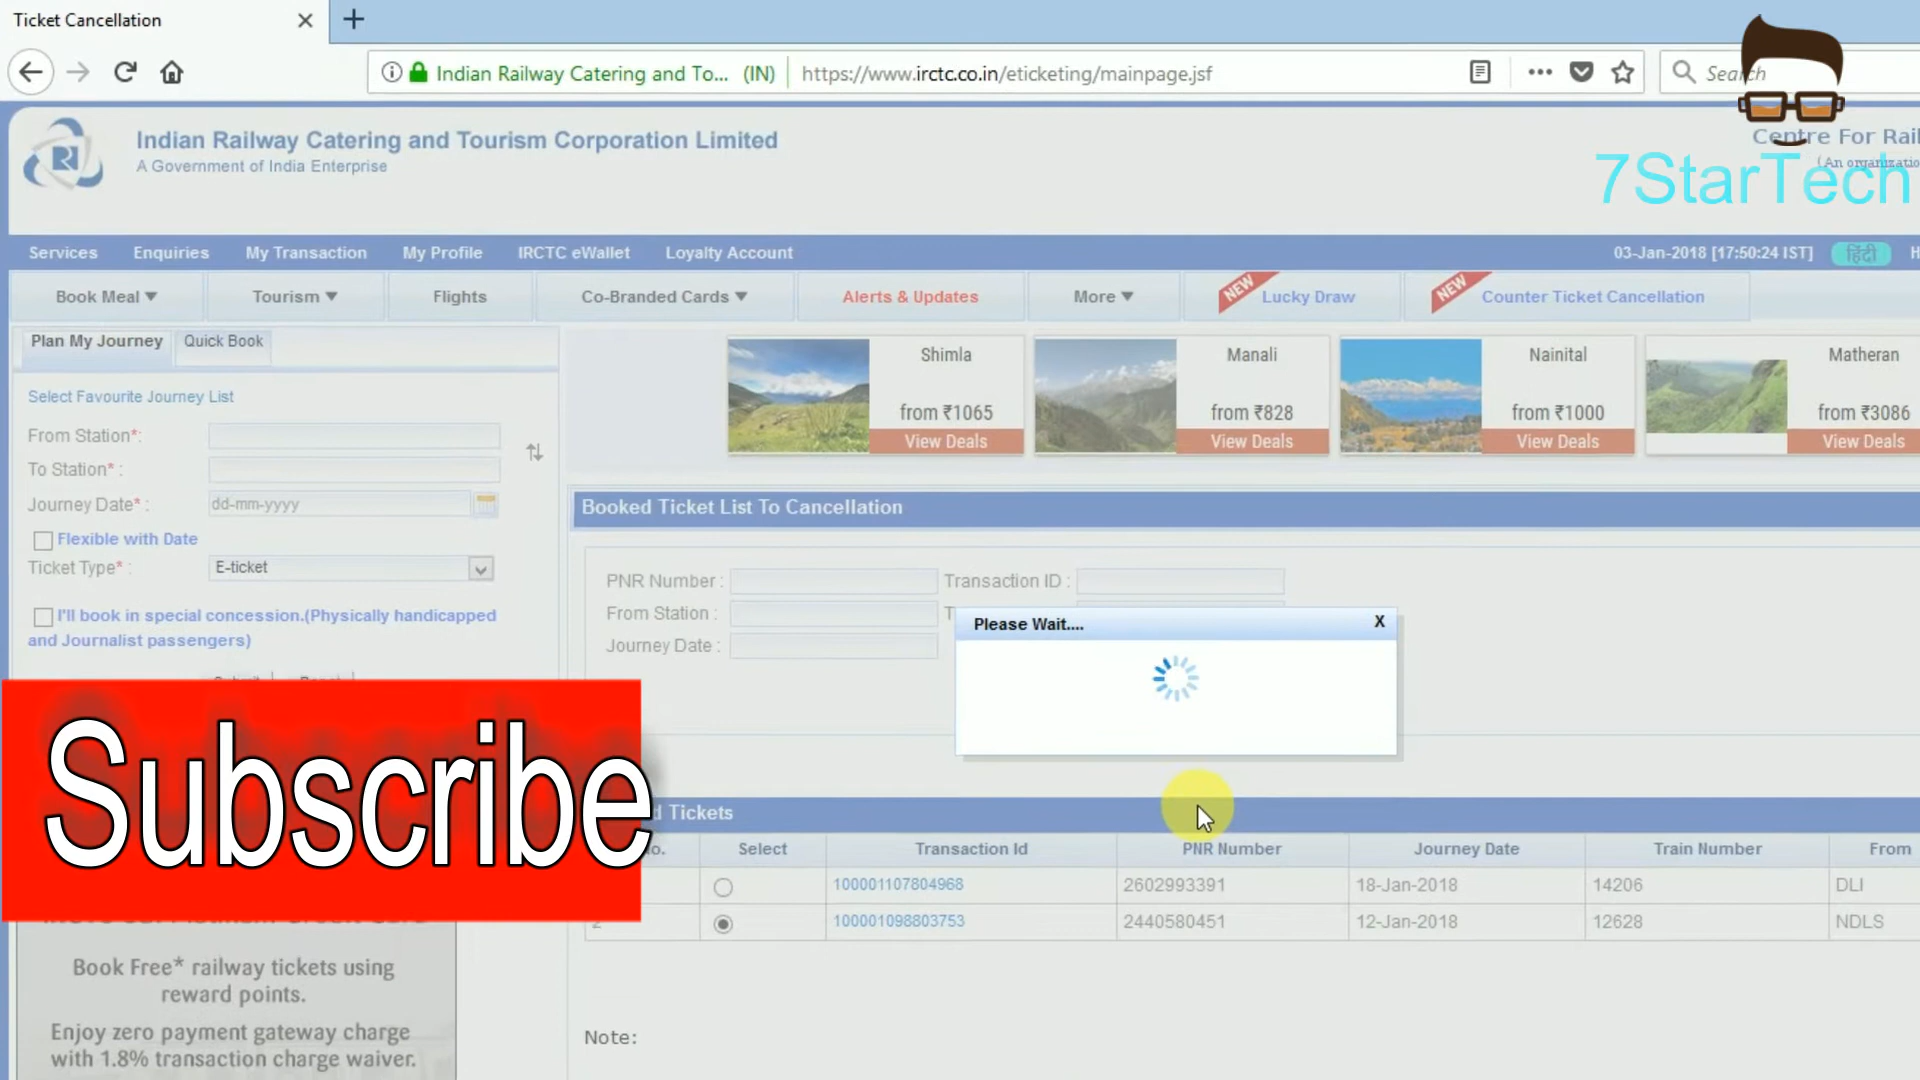 Ticket Cancellation
Indian Railway Catering and To... (IN)
https://www.irctc.co.in/eticketing/mainpage.jsf
Search
Indian Railway Catering and Tourism Corporation Limited
A Government of India Enterprise
Centre For Rail
(An organizatio
7StarTech
Services Enquiries My Transaction My Profile IRCTC eWallet Loyalty Account
03-Jan-2018 [17:50:24 IST] हिंदी H
Book Meal Tourism Flights Co-Branded Cards Alerts & Updates More NEW Lucky Draw NEW Counter Ticket Cancellation
Plan My Journey Quick Book
Shimla Manali Nainital Matheran
from ₹1065 from ₹828 from ₹1000 from ₹3086
View Deals View Deals View Deals View Deals
Select Favourite Journey List
From Station*:
To Station* :
Journey Date* : dd-mm-yyyy
Flexible with Date
Ticket Type* : E-ticket
I'll book in special concession.(Physically handicapped
and Journalist passengers)
Booked Ticket List To Cancellation
PNR Number : Transaction ID :
From Station : T
Journey Date :
Please Wait.... X
Subscribe
d Tickets
o. Select Transaction Id PNR Number Journey Date Train Number From
100001107804968 2602993391 18-Jan-2018 14206 DLI
2 100001098803753 2440580451 12-Jan-2018 12628 NDLS
Book Free* railway tickets using
reward points.
Enjoy zero payment gateway charge
with 1.8% transaction charge waiver.
Note: